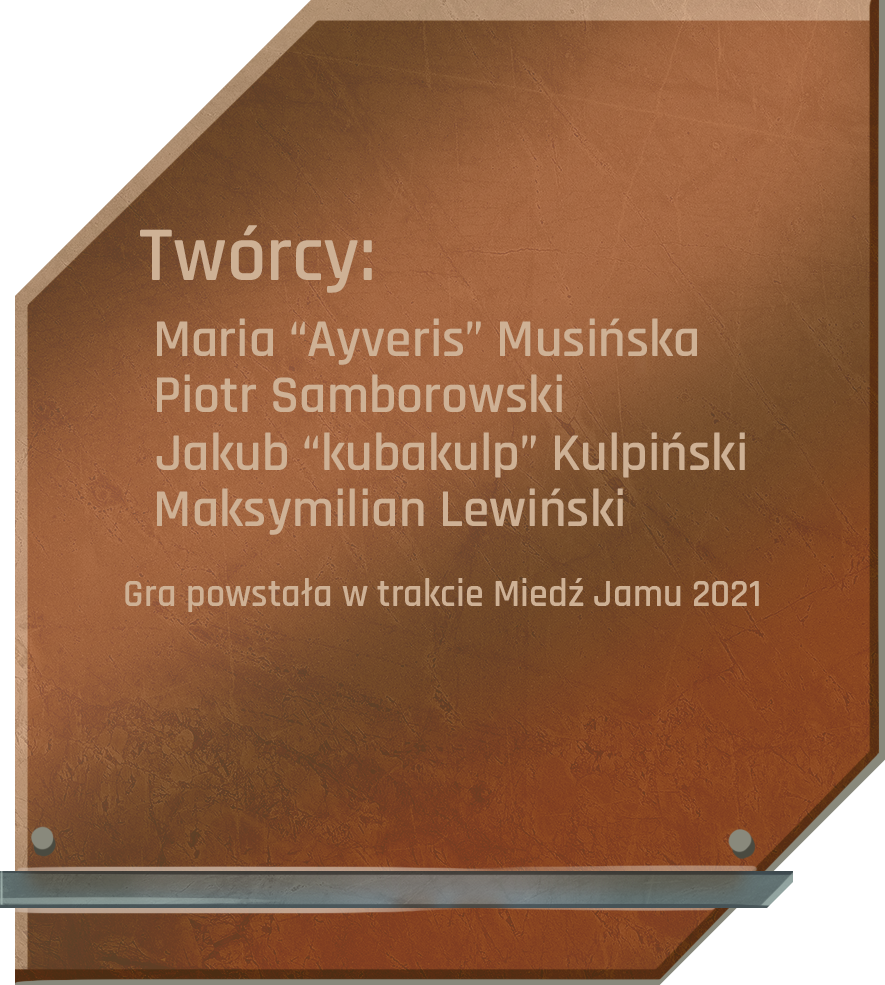 Twórcy:
Maria “Ayveris” Musińska
Piotr Samborowski
Jakub “kubakulp” Kulpiński
Maksymilian Lewiński
Gra powstała w trakcie Miedź Jamu 2021